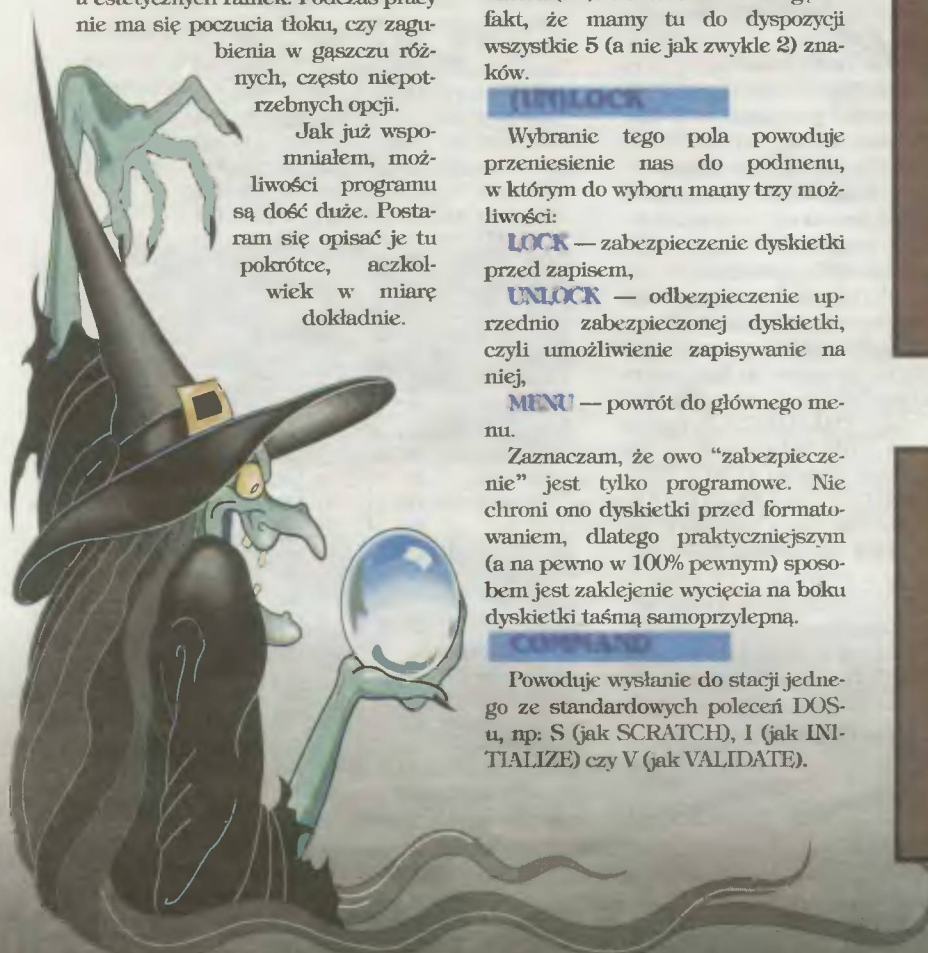 a estetycznych ramek. Podczas pracy
nie ma się poczucia tłoku, czy zagu-
bienia w gąszczu róż-
nych, często niepot-
rzebnych opcji.
Jak już wspo-
mniałem, moż-
liwości programu
są dość duże. Posta-
ram się opisać je tu
pokrótce, aczkol-
wiek w miarę
dokładnie.
fakt, że mamy tu do dyspozycji
wszystkie 5 (a nie jak zwykle 2) zna-
ków.
(UN)LOCK
Wybranie tego pola powoduje
przeniesienie nas do podmenu,
w którym do wyboru mamy trzy moż-
liwości:
LOCK — zabezpieczenie dyskietki
przed zapisem,
UNLOCK — odbezpieczenie up-
rzednio zabezpieczonej dyskietki,
czyli umożliwienie zapisywanie na
niej,
MENU — powrót do głównego me-
nu.
Zaznaczam, że owo “zabezpiecze-
nie” jest tylko programowe. Nie
chroni ono dyskietki przed formato-
waniem, dlatego praktyczniejszym
(a na pewno w 100% pewnym) sposo-
bem jest zaklejenie wycięcia na boku
dyskietki taśmą samoprzylepną.
COMMAND
Powoduje wysłanie do stacji jedne-
go ze standardowych poleceń DOS-
u, np: S (jak SCRATCH), I (jak INI-
TIALIZE) czy V (jak VALIDATE).